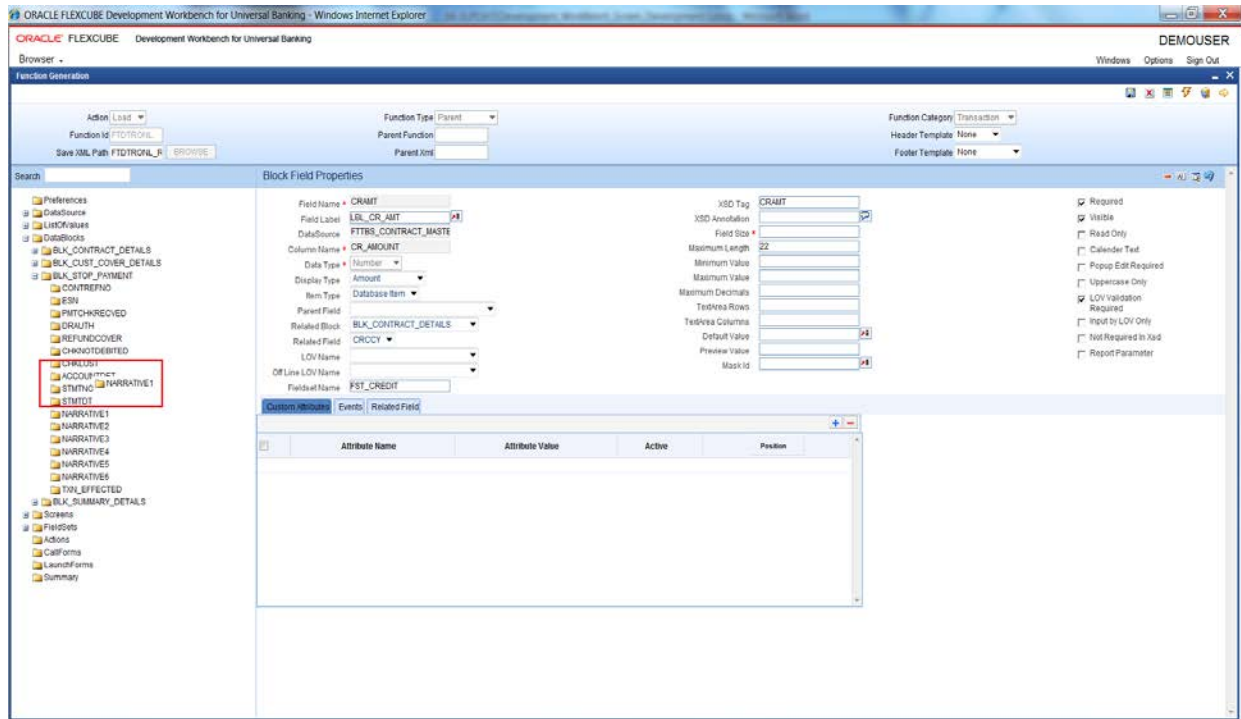 ORACLE FLEXCUBE Development Workbench for Universal Banking - Windows Internet Explorer
ORACLE FLEXCUBE Development Workbench for Universal Banking
DEMOUSER
Browser
Windows Options Sign Out
Function Generation
Action Load
Function Type Parent
Function Category Transaction
Function Id FTDTRONL
Parent Function
Header Template None
Save XML Path FTDTRONL_R BROWSE
Parent Xml
Footer Template None
Search
Block Field Properties
Preferences
DataSource
ListOfValues
DataBlocks
BLK_CONTRACT_DETAILS
BLK_CUST_COVER_DETAILS
BLK_STOP_PAYMENT
CONTREFNO
ESN
PMTCHKRECVED
DRAUTH
REFUNDCOVER
CHKNOTDEBITED
CHKLOST
ACCOUNTDET
NARRATIVE1
STMTNO
STMTDT
NARRATIVE1
NARRATIVE2
NARRATIVE3
NARRATIVE4
NARRATIVE5
NARRATIVE6
TXN_EFFECTED
BLK_SUMMARY_DETAILS
Screens
FieldSets
Actions
CallForms
LaunchForms
Summary
Field Name * CRAMT
Field Label LBL_CR_AMT
DataSource FTTBS_CONTRACT_MASTE
Column Name * CR_AMOUNT
Data Type * Number
Display Type Amount
Item Type Database Item
Parent Field
Related Block BLK_CONTRACT_DETAILS
Related Field CRCCY
LOV Name
Off Line LOV Name
Fieldset Name FST_CREDIT
XSD Tag CRAMT
XSD Annotation
Field Size *
Maximum Length 22
Minimum Value
Maximum Value
Maximum Decimals
TextArea Rows
TextArea Columns
Default Value
Preview Value
Mask Id
Required
Visible
Read Only
Calender Text
Popup Edit Required
Uppercase Only
LOV Validation
Required
Input by LOV Only
Not Required In Xsd
Report Parameter
Custom Attributes Events Related Field
Attribute Name Attribute Value Active Position